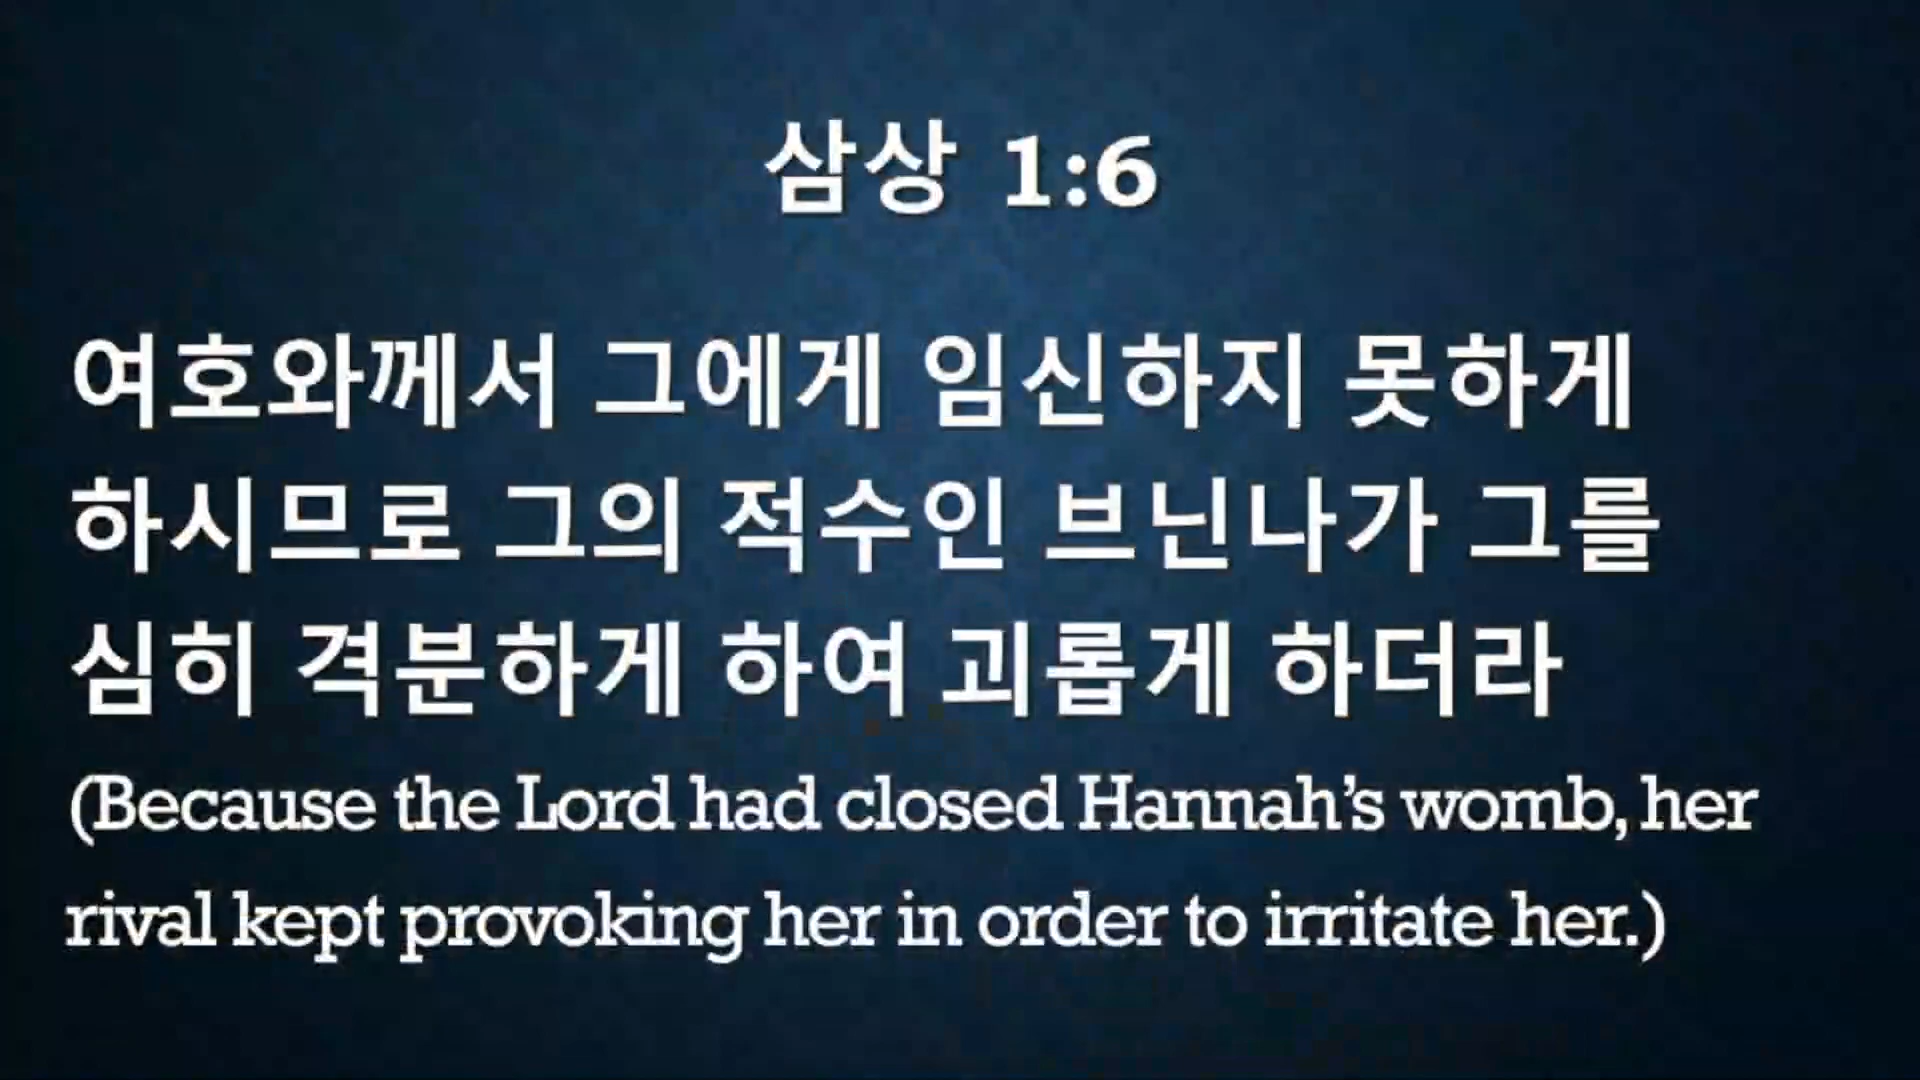 삼상 1:6
여호와께서 그에게 임신하지 못하게
하시므로 그의 적수인 브닌나가 그를
심히 격분하게 하여 괴롭게 하더라
(Because the Lord had closed Hannah’s womb, her
rival kept provoking her in order to irritate her.)